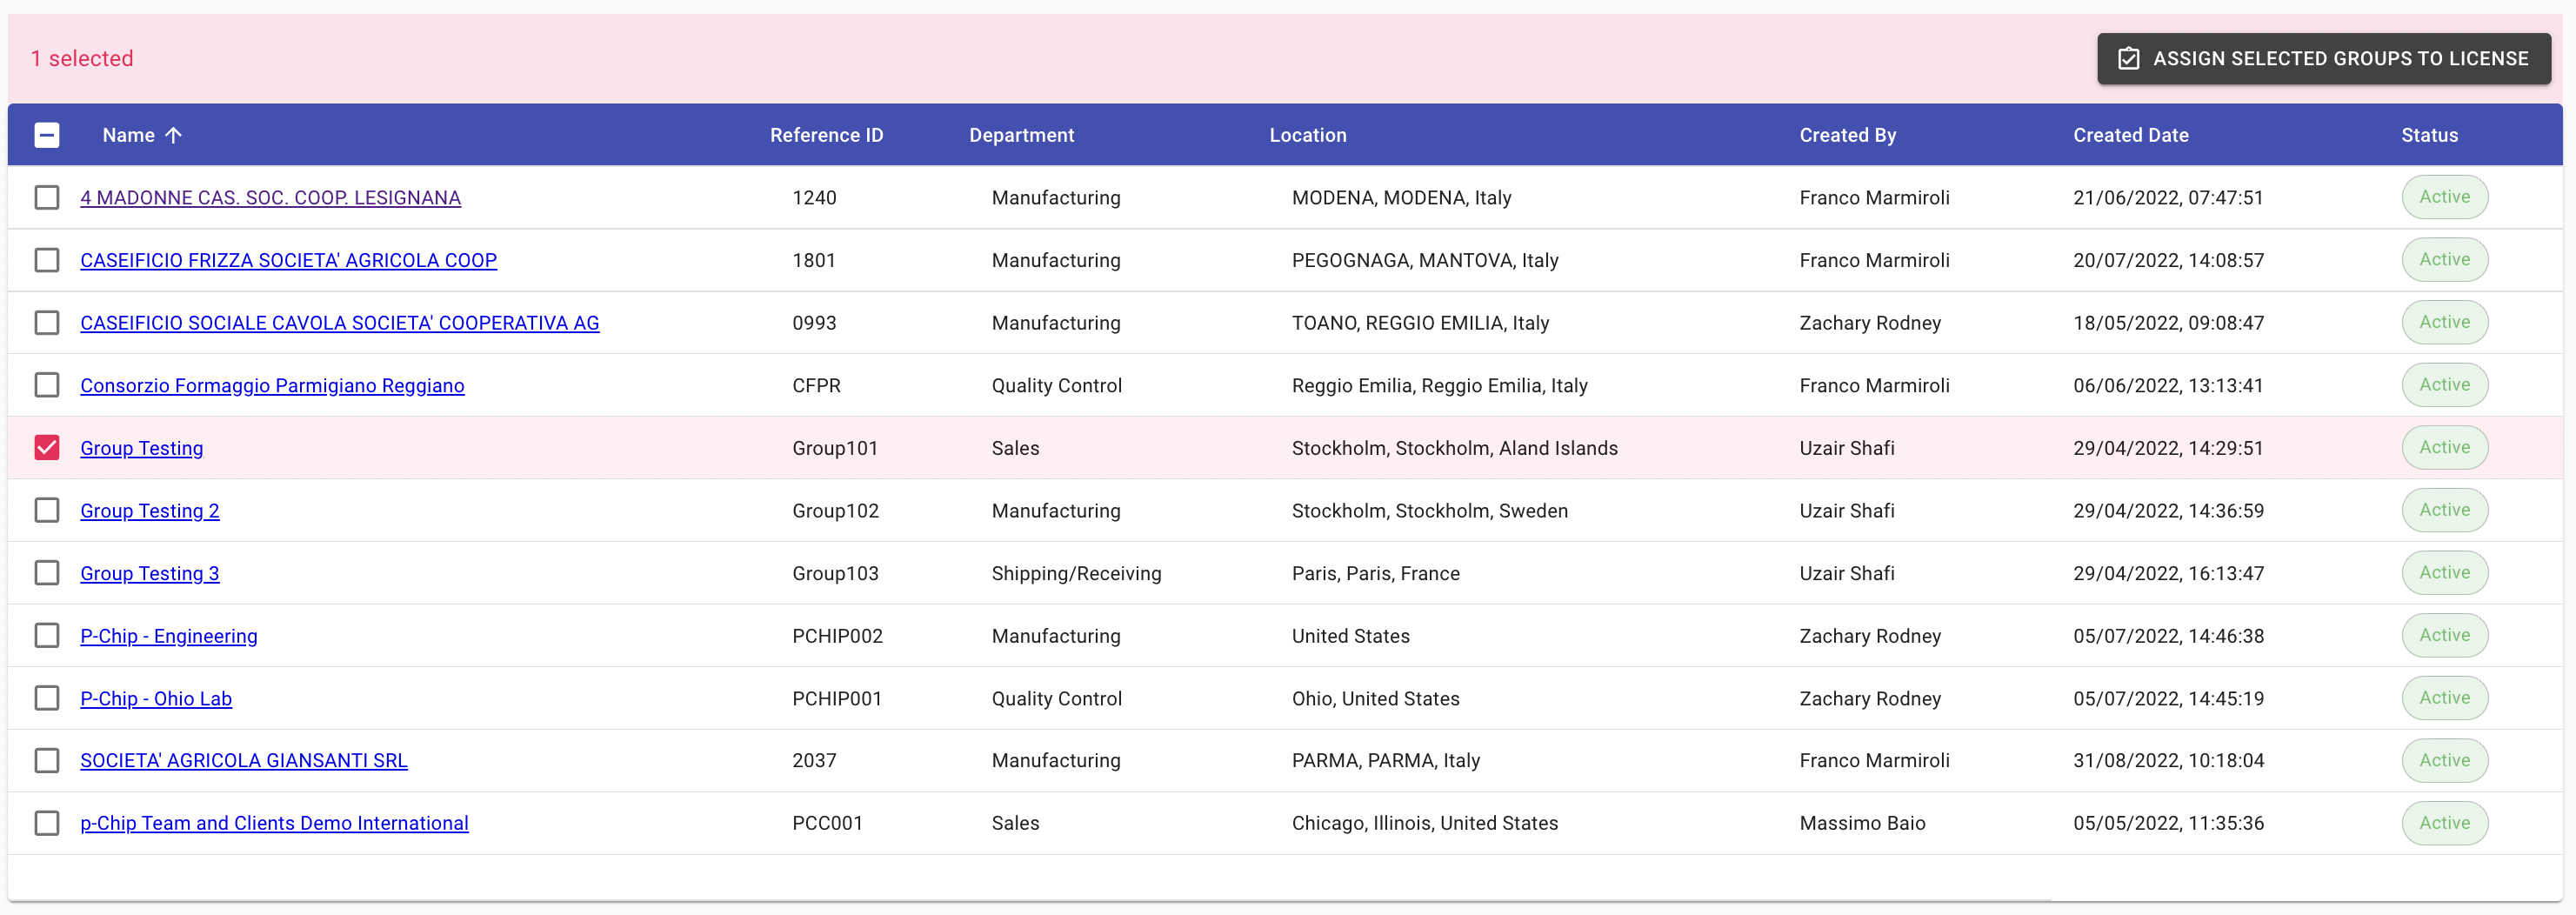 1 selected ASSIGN SELECTED GROUPS TO LICENSE
Name Reference ID Department Location Created By Created Date Status
4 MADONNE CAS. SOC. COOP. LESIGNANA 1240 Manufacturing MODENA, MODENA, Italy Franco Marmiroli 21/06/2022, 07:47:51 Active
CASEIFICIO FRIZZA SOCIETA' AGRICOLA COOP 1801 Manufacturing PEGOGNAGA, MANTOVA, Italy Franco Marmiroli 20/07/2022, 14:08:57 Active
CASEIFICIO SOCIALE CAVOLA SOCIETA' COOPERATIVA AG 0993 Manufacturing TOANO, REGGIO EMILIA, Italy Zachary Rodney 18/05/2022, 09:08:47 Active
Consorzio Formaggio Parmigiano Reggiano CFPR Quality Control Reggio Emilia, Reggio Emilia, Italy Franco Marmiroli 06/06/2022, 13:13:41 Active
Group Testing Group101 Sales Stockholm, Stockholm, Aland Islands Uzair Shafi 29/04/2022, 14:29:51 Active
Group Testing 2 Group102 Manufacturing Stockholm, Stockholm, Sweden Uzair Shafi 29/04/2022, 14:36:59 Active
Group Testing 3 Group103 Shipping/Receiving Paris, Paris, France Uzair Shafi 29/04/2022, 16:13:47 Active
P-Chip - Engineering PCHIP002 Manufacturing United States Zachary Rodney 05/07/2022, 14:46:38 Active
P-Chip - Ohio Lab PCHIP001 Quality Control Ohio, United States Zachary Rodney 05/07/2022, 14:45:19 Active
SOCIETA' AGRICOLA GIANSANTI SRL 2037 Manufacturing PARMA, PARMA, Italy Franco Marmiroli 31/08/2022, 10:18:04 Active
p-Chip Team and Clients Demo International PCC001 Sales Chicago, Illinois, United States Massimo Baio 05/05/2022, 11:35:36 Active